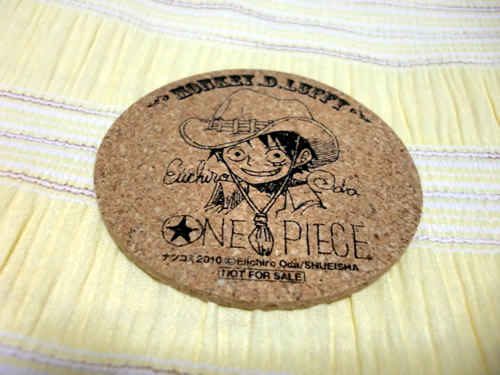 MONKEY.D.LUFFY
Eiichiro Oda
ONE PIECE
ナツコミ2010 ©Eiichiro Oda/SHUEISHA
NOT FOR SALE